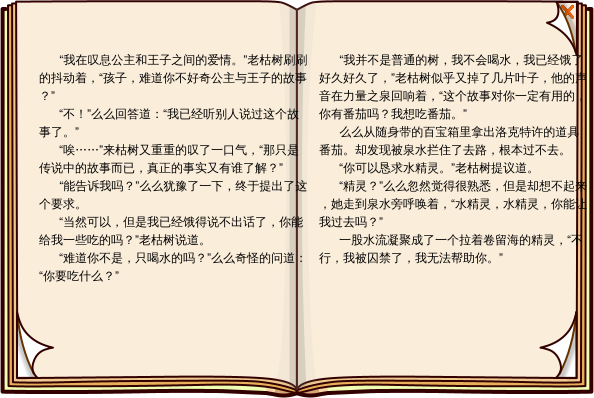 “我在叹息公主和王子之间的爱情。”老枯树刷刷
的抖动着，“孩子，难道你不好奇公主与王子的故事
？”
“不！”么么回答道：“我已经听别人说过这个故
事了。”
“唉……”来枯树又重重的叹了一口气，“那只是
传说中的故事而已，真正的事实又有谁了解？”
“能告诉我吗？”么么犹豫了一下，终于提出了这
个要求。
“当然可以，但是我已经饿得说不出话了，你能
给我一些吃的吗？”老枯树说道。
“难道你不是，只喝水的吗？”么么奇怪的问道：
“你要吃什么？”
“我并不是普通的树，我不会喝水，我已经饿了
好久好久了，”老枯树似乎又掉了几片叶子，他的声
音在力量之泉回响着，“这个故事对你一定有用的，
你有番茄吗？我想吃番茄。”
么么从随身带的百宝箱里拿出洛克特许的道具
番茄。却发现被泉水拦住了去路，根本过不去。
“你可以恳求水精灵。”老枯树提议道。
“精灵？”么么忽然觉得很熟悉，但是却想不起来
，她走到泉水旁呼唤着，“水精灵，水精灵，你能让
我过去吗？”
一股水流凝聚成了一个拉着卷留海的精灵，“不
行，我被囚禁了，我无法帮助你。”